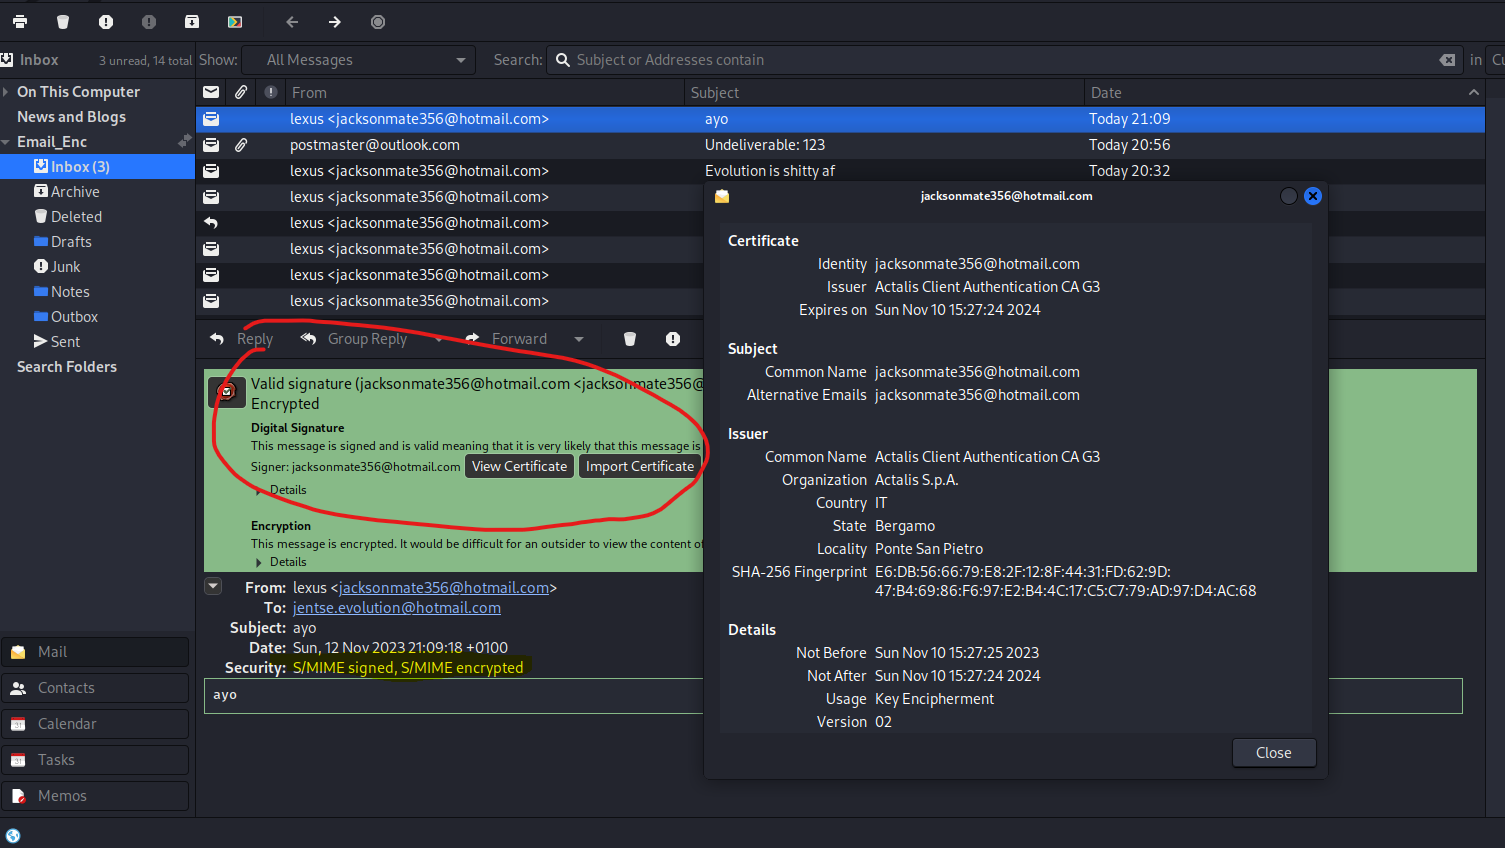 Inbox 3 unread, 14 total Show: All Messages Search: Subject or Addresses contain in
On This Computer
News and Blogs
Email_Enc
Inbox (3)
Archive
Deleted
Drafts
Junk
Notes
Outbox
Sent
Search Folders
Mail
Contacts
Calendar
Tasks
Memos
From Subject Date
lexus <jacksonmate356@hotmail.com> ayo Today 21:09
postmaster@outlook.com Undeliverable: 123 Today 20:56
lexus <jacksonmate356@hotmail.com> Evolution is shitty af Today 20:32
lexus <jacksonmate356@hotmail.com>
lexus <jacksonmate356@hotmail.com>
lexus <jacksonmate356@hotmail.com>
lexus <jacksonmate356@hotmail.com>
lexus <jacksonmate356@hotmail.com>
Reply Group Reply Forward
Valid signature (jacksonmate356@hotmail.com <jacksonmate356@
Encrypted
Digital Signature
This message is signed and is valid meaning that it is very likely that this message is
Signer: jacksonmate356@hotmail.com View Certificate Import Certificate
Details
Encryption
This message is encrypted. It would be difficult for an outsider to view the content of
Details
From: lexus <jacksonmate356@hotmail.com>
To: jentse.evolution@hotmail.com
Subject: ayo
Date: Sun, 12 Nov 2023 21:09:18 +0100
Security: S/MIME signed, S/MIME encrypted
ayo
jacksonmate356@hotmail.com
Certificate
Identity jacksonmate356@hotmail.com
Issuer Actalis Client Authentication CA G3
Expires on Sun Nov 10 15:27:24 2024
Subject
Common Name jacksonmate356@hotmail.com
Alternative Emails jacksonmate356@hotmail.com
Issuer
Common Name Actalis Client Authentication CA G3
Organization Actalis S.p.A.
Country IT
State Bergamo
Locality Ponte San Pietro
SHA-256 Fingerprint E6:DB:56:66:79:E8:2F:12:8F:44:31:FD:62:9D:
47:B4:69:86:F6:97:E2:B4:4C:17:C5:C7:79:AD:97:D4:AC:68
Details
Not Before Sun Nov 10 15:27:25 2023
Not After Sun Nov 10 15:27:24 2024
Usage Key Encipherment
Version 02
Close